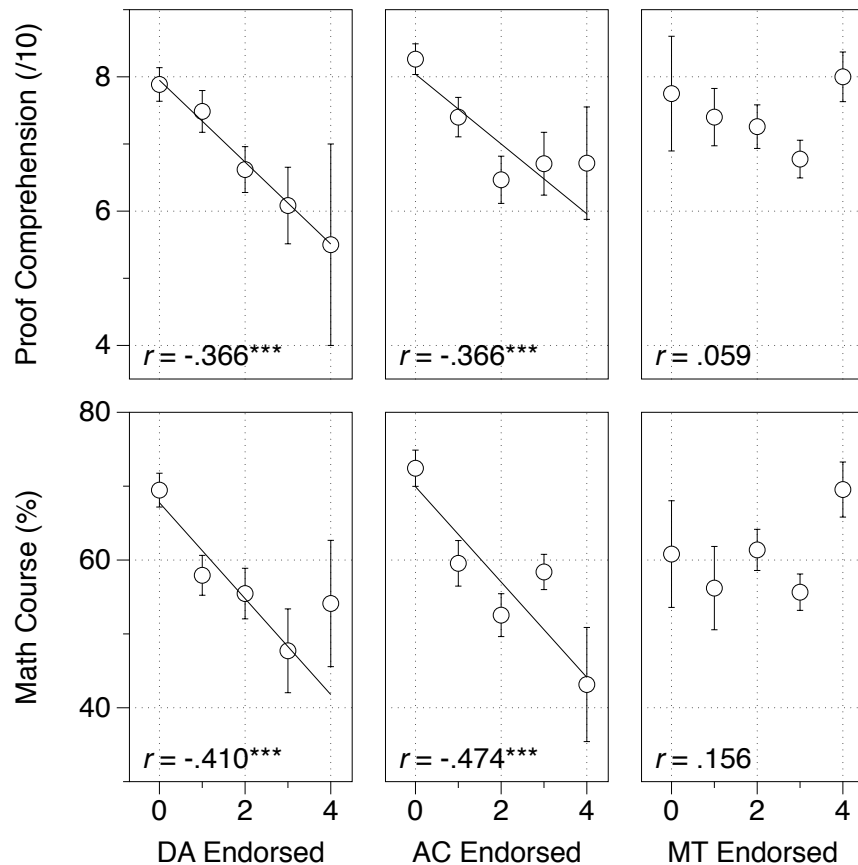 Proof Comprehension (/10)
8
6
4
r = -.366***
r = -.366***
r = .059
Math Course (%)
80
60
40
r = -.410***
r = -.474***
r = .156
0 2 4
0 2 4
0 2 4
DA Endorsed
AC Endorsed
MT Endorsed